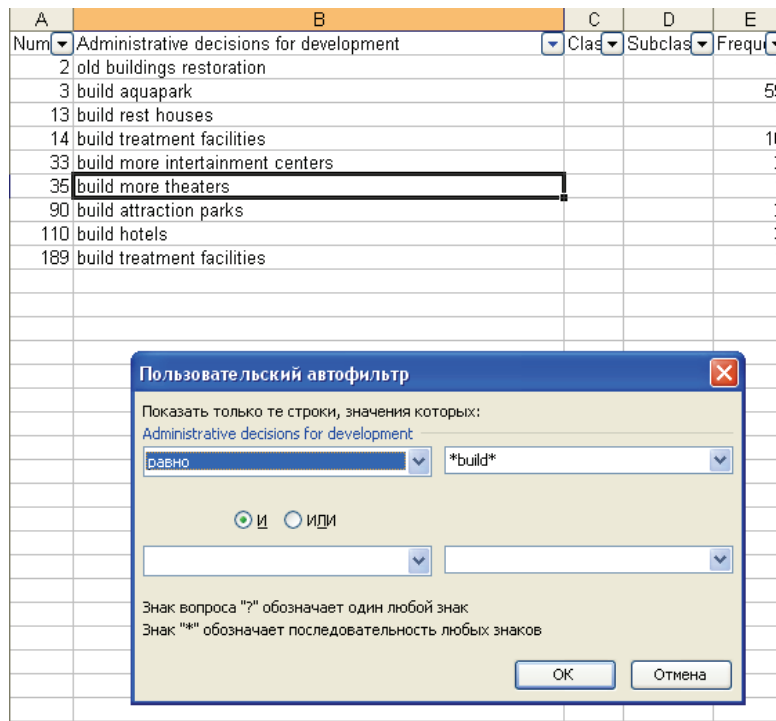 A B C D E
Num Administrative decisions for development Clas Subclas Frequ
2 old buildings restoration
3 build aquapark 59
13 build rest houses
14 build treatment facilities 10
33 build more intertainment centers
35 build more theaters
90 build attraction parks
110 build hotels
189 build treatment facilities
Пользовательский автофильтр
Показать только те строки, значения которых:
Administrative decisions for development
равно *build*
И ИЛИ
Знак вопроса "?" обозначает один любой знак
Знак "*" обозначает последовательность любых знаков
ОК Отмена